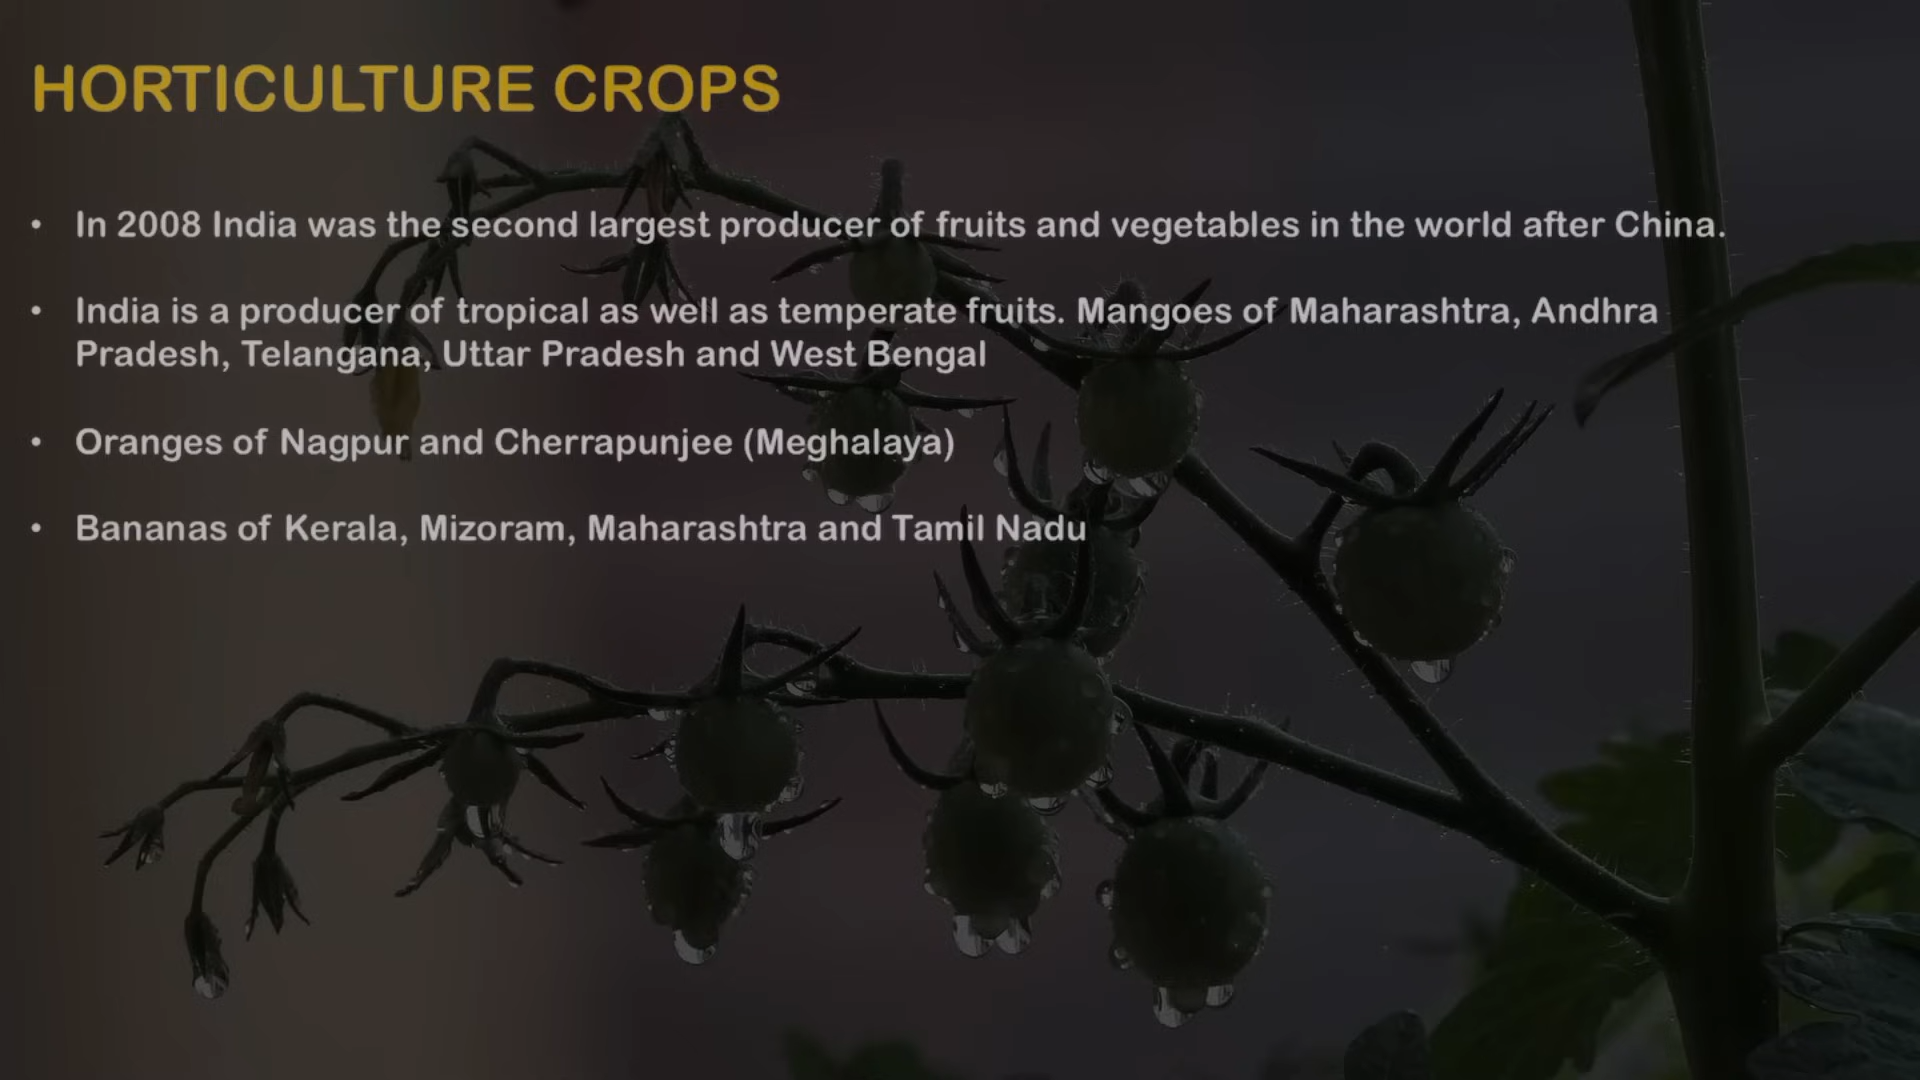 HORTICULTURE CROPS
• In 2008 India was the second largest producer of fruits and vegetables in the world after China.
• India is a producer of tropical as well as temperate fruits. Mangoes of Maharashtra, Andhra
Pradesh, Telangana, Uttar Pradesh and West Bengal
• Oranges of Nagpur and Cherrapunjee (Meghalaya)
• Bananas of Kerala, Mizoram, Maharashtra and Tamil Nadu